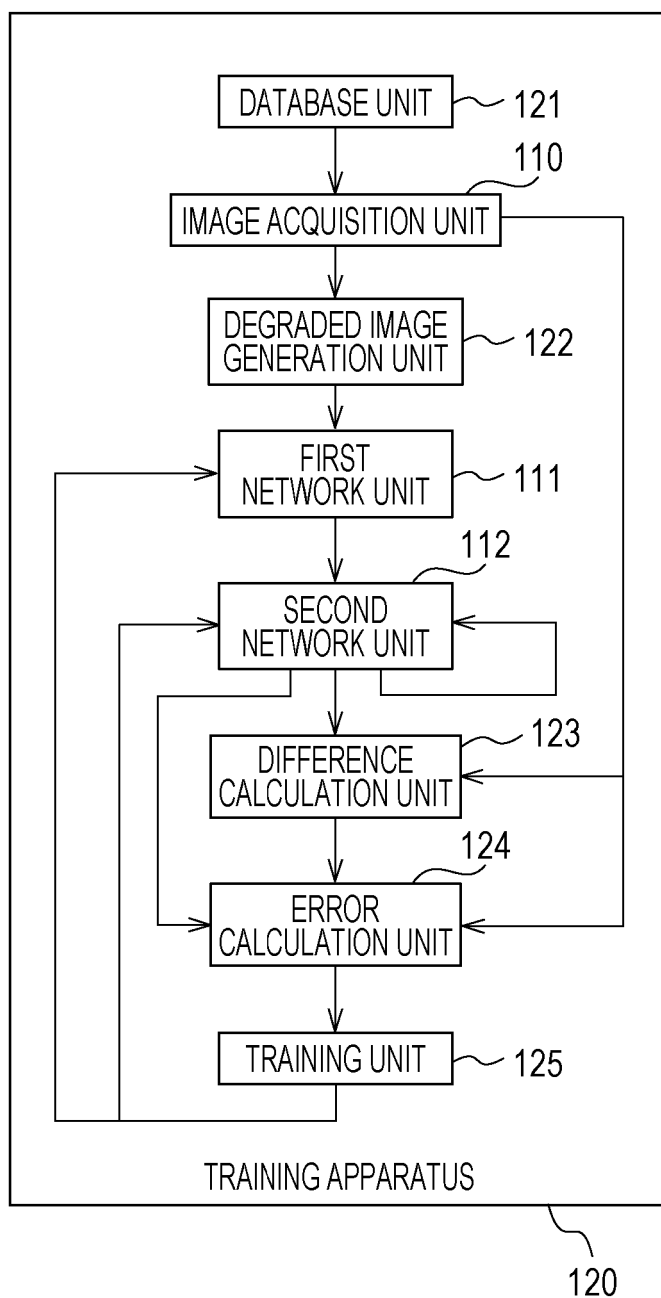 DATABASE UNIT
121
110
IMAGE ACQUISITION UNIT
DEGRADED IMAGE
GENERATION UNIT
122
FIRST
NETWORK UNIT
111
112
SECOND
NETWORK UNIT
123
DIFFERENCE
CALCULATION UNIT
124
ERROR
CALCULATION UNIT
TRAINING UNIT
125
TRAINING APPARATUS
120